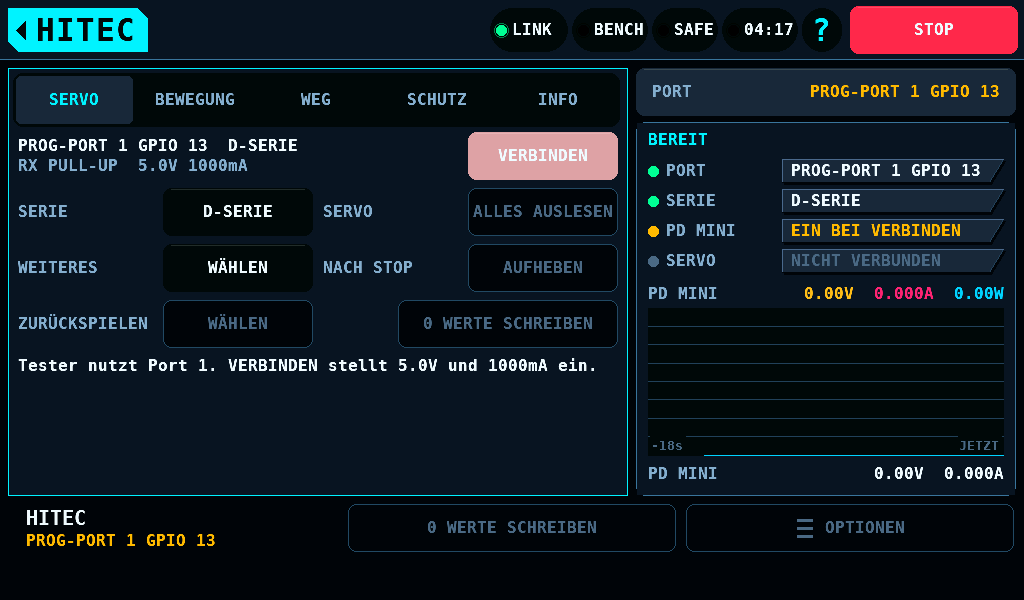 HITEC
LINK
BENCH
SAFE
04:17
?
STOP
SERVO
BEWEGUNG
WEG
SCHUTZ
INFO
PROG-PORT 1 GPIO 13  D-SERIE
RX PULL-UP  5.0V 1000mA
VERBINDEN
SERIE
D-SERIE
SERVO
ALLES AUSLESEN
WEITERES
WÄHLEN
NACH STOP
AUFHEBEN
ZURÜCKSPIELEN
WÄHLEN
0 WERTE SCHREIBEN
Tester nutzt Port 1. VERBINDEN stellt 5.0V und 1000mA ein.
PORT
PROG-PORT 1 GPIO 13
BEREIT
PORT
PROG-PORT 1 GPIO 13
SERIE
D-SERIE
PD MINI
EIN BEI VERBINDEN
SERVO
NICHT VERBUNDEN
PD MINI
0.00V
0.000A
0.00W
-18s
JETZT
PD MINI
0.00V
0.000A
HITEC
PROG-PORT 1 GPIO 13
0 WERTE SCHREIBEN
OPTIONEN